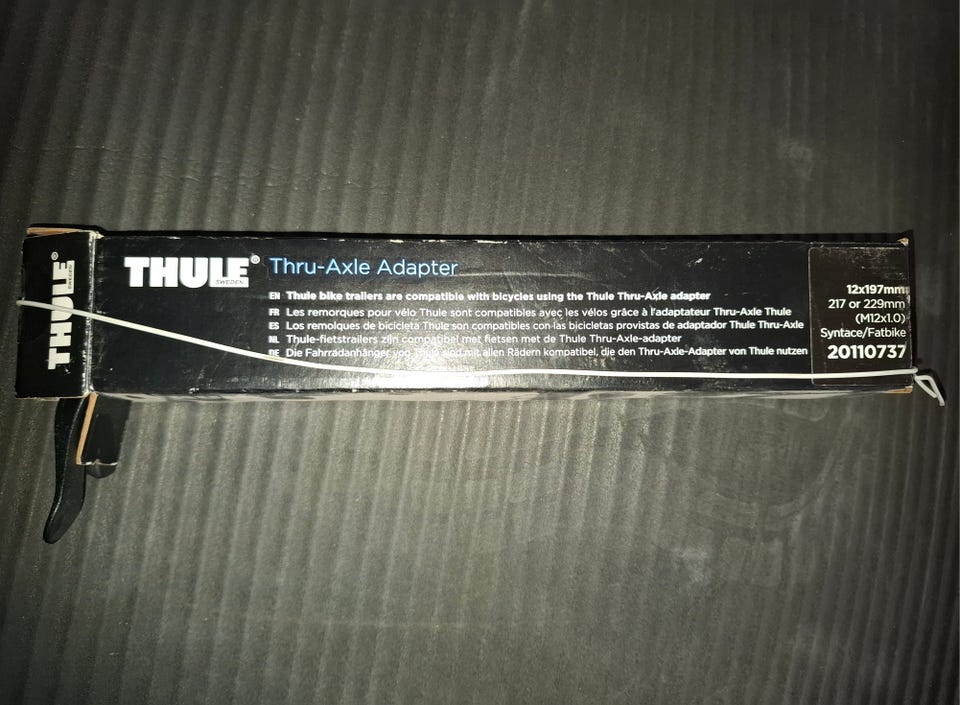 THULE®
SWEDEN
THULE®
SWEDEN
Thru-Axle Adapter
EN Thule bike trailers are compatible with bicycles using the Thule Thru-Axle adapter
FR Les remorques pour vélo Thule sont compatibles avec les vélos grâce à l'adaptateur Thru-Axle Thule
ES Los remolques de bicicleta Thule son compatibles con las bicicletas provistas de adaptador Thule Thru-Axle
NL Thule-fietstrailers zijn compatibel met fietsen met de Thule Thru-Axle-adapter
DE Die Fahrradanhänger von Thule sind mit allen Rädern kompatibel, die den Thru-Axle-Adapter von Thule nutzen
12x197mm
217 or 229mm
(M12x1.0)
Syntace/Fatbike
20110737